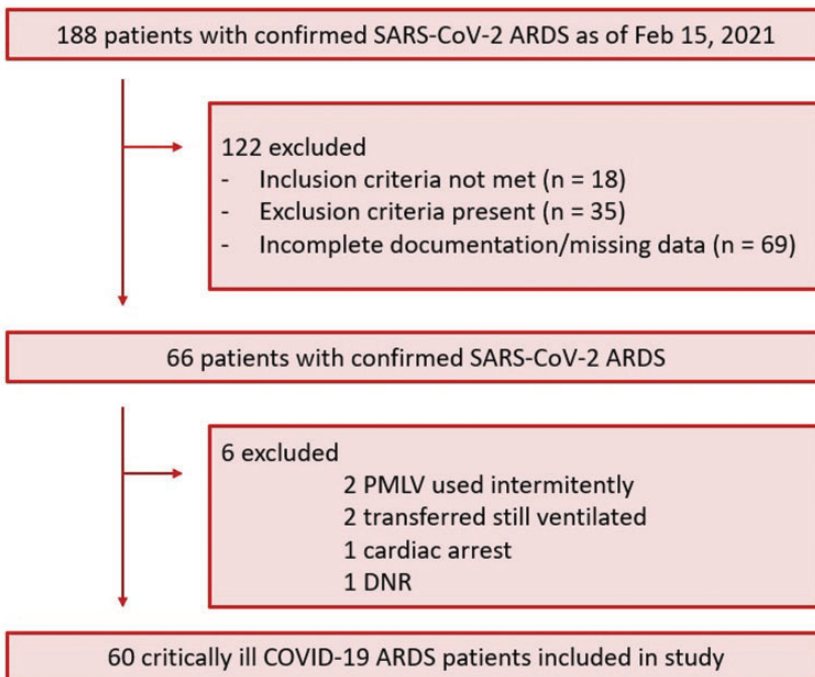 188 patients with confirmed SARS-CoV-2 ARDS as of Feb 15, 2021
122 excluded
- Inclusion criteria not met (n = 18)
- Exclusion criteria present (n = 35)
- Incomplete documentation/missing data (n = 69)
66 patients with confirmed SARS-CoV-2 ARDS
6 excluded
2 PMLV used intermitently
2 transferred still ventilated
1 cardiac arrest
1 DNR
60 critically ill COVID-19 ARDS patients included in study